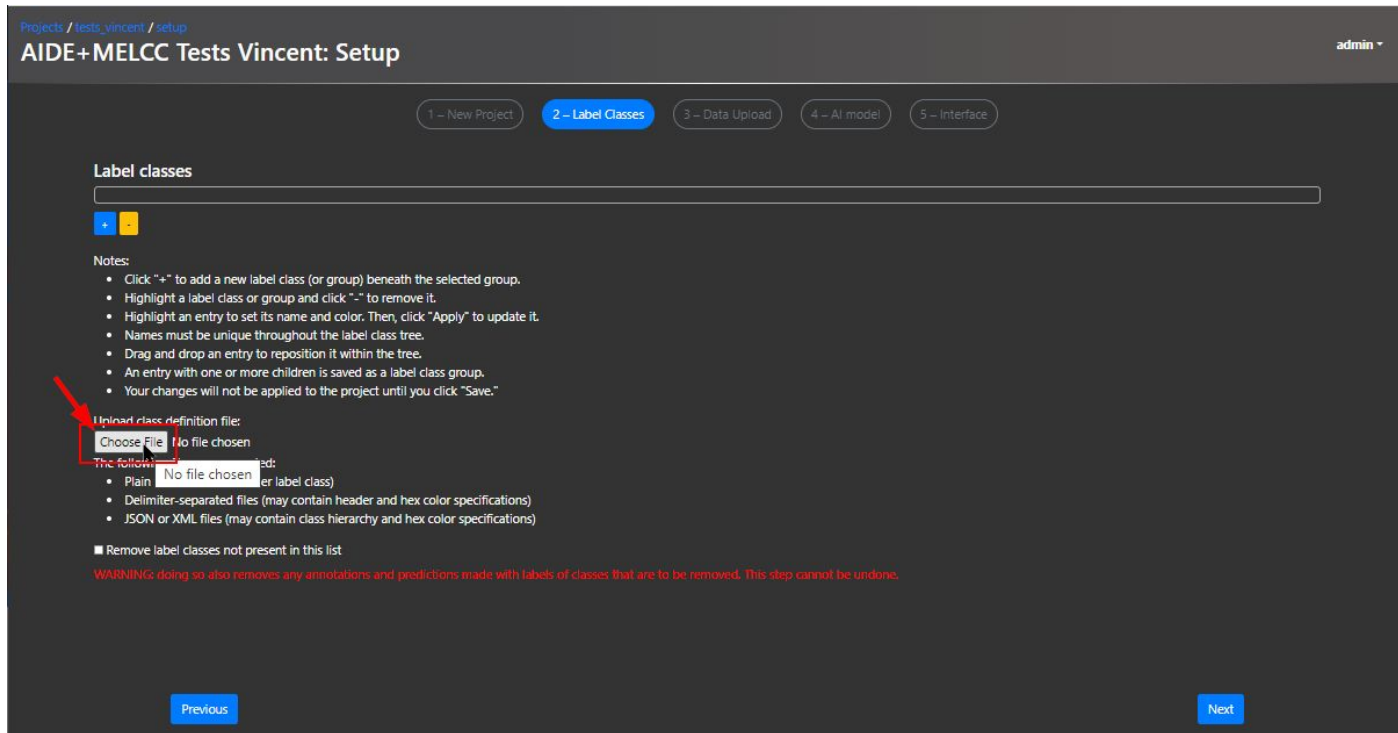 Projects / tests_vincent / setup
AIDE+MELCC Tests Vincent: Setup
admin
1 – New Project
2 – Label Classes
3 – Data Upload
4 – AI model
5 – Interface
Label classes
+ -
Notes:
• Click "+" to add a new label class (or group) beneath the selected group.
• Highlight a label class or group and click "-" to remove it.
• Highlight an entry to set its name and color. Then, click "Apply" to update it.
• Names must be unique throughout the label class tree.
• Drag and drop an entry to reposition it within the tree.
• An entry with one or more children is saved as a label class group.
• Your changes will not be applied to the project until you click "Save."
Upload class definition file:
Choose File No file chosen
The ed:
No file chosen
• Plain er label class)
• Delimiter-separated files (may contain header and hex color specifications)
• JSON or XML files (may contain class hierarchy and hex color specifications)
Remove label classes not present in this list
WARNING: doing so also removes any annotations and predictions made with labels of classes that are to be removed. This step cannot be undone.
Previous
Next